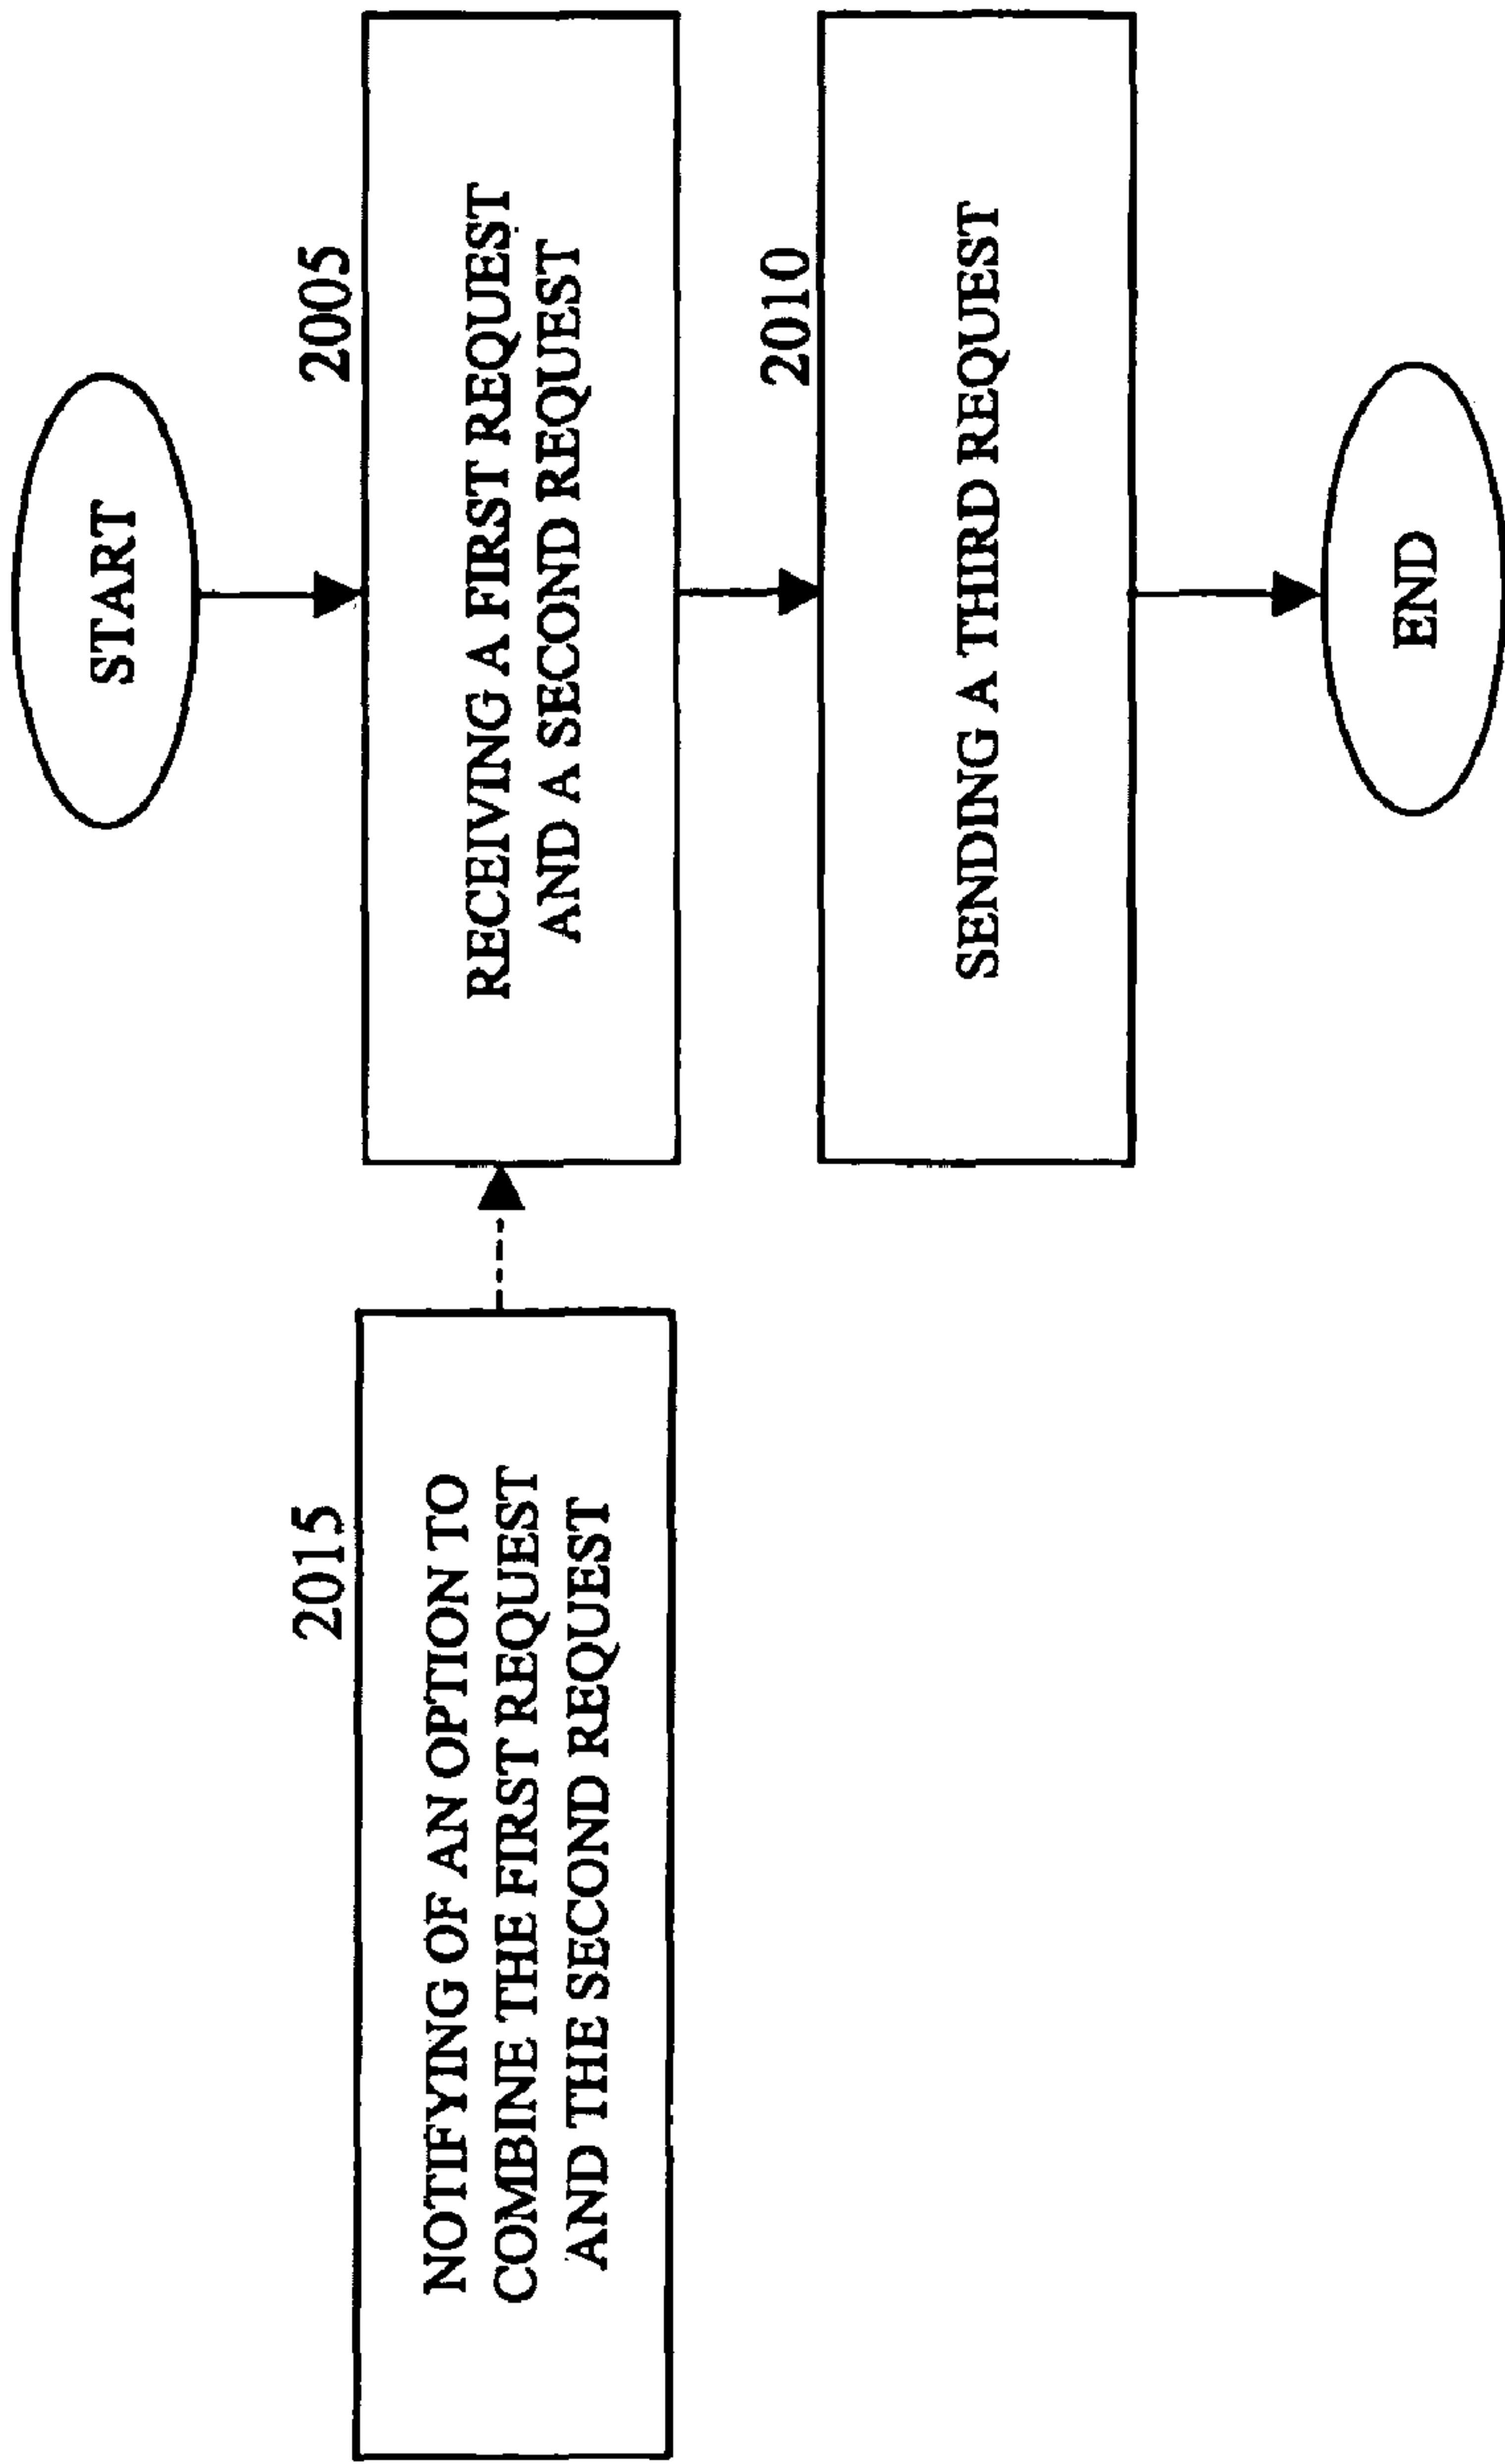 START
2005
RECEIVING A FIRST REQUEST
AND A SECOND REQUEST
2010
SENDING A THIRD REQUEST
END
2015
NOTIFYING OF AN OPTION TO
COMBINE THE FIRST REQUEST
AND THE SECOND REQUEST